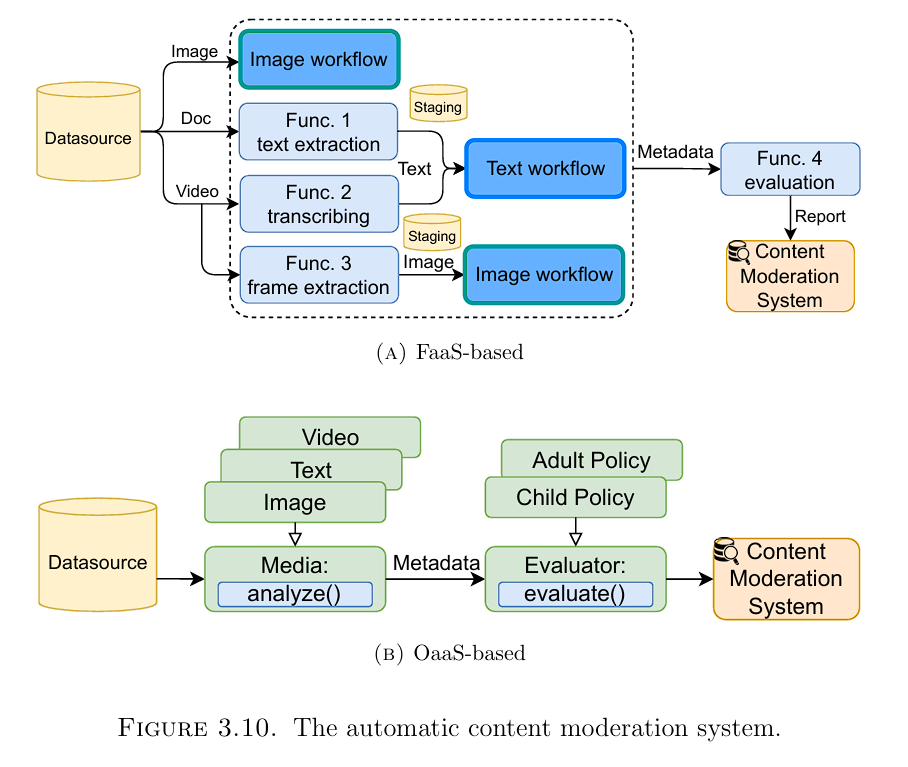 Image
Image workflow
Datasource
Doc
Func. 1
text extraction
Staging
Text
Text workflow
Video
Func. 2
transcribing
Staging
Func. 3
frame extraction
Image
Image workflow
Metadata
Func. 4
evaluation
Report
Content
Moderation
System
(A) FaaS-based
Video
Text
Image
Adult Policy
Child Policy
Datasource
Media:
analyze()
Metadata
Evaluator:
evaluate()
Content
Moderation
System
(B) OaaS-based
FIGURE 3.10. The automatic content moderation system.